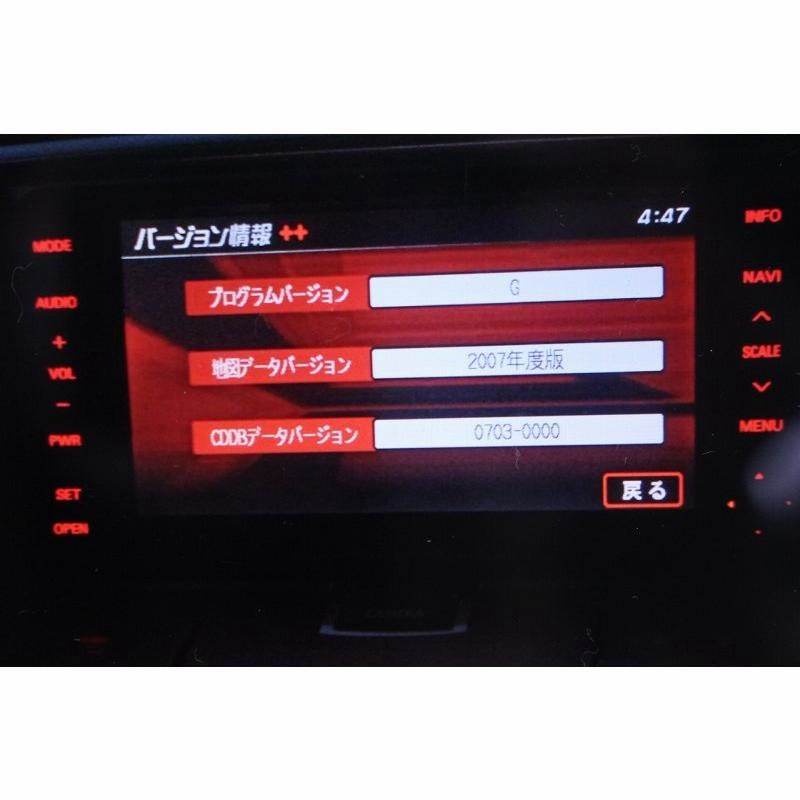 4:47
INFO
バージョン情報 ++
MODE
プログラムバージョン G
NAVI
AUDIO
+
地図データバージョン 2007年度版
SCALE
VOL
-
CDDBデータバージョン 0703-0000
MENU
PWR
戻る
SET
OPEN